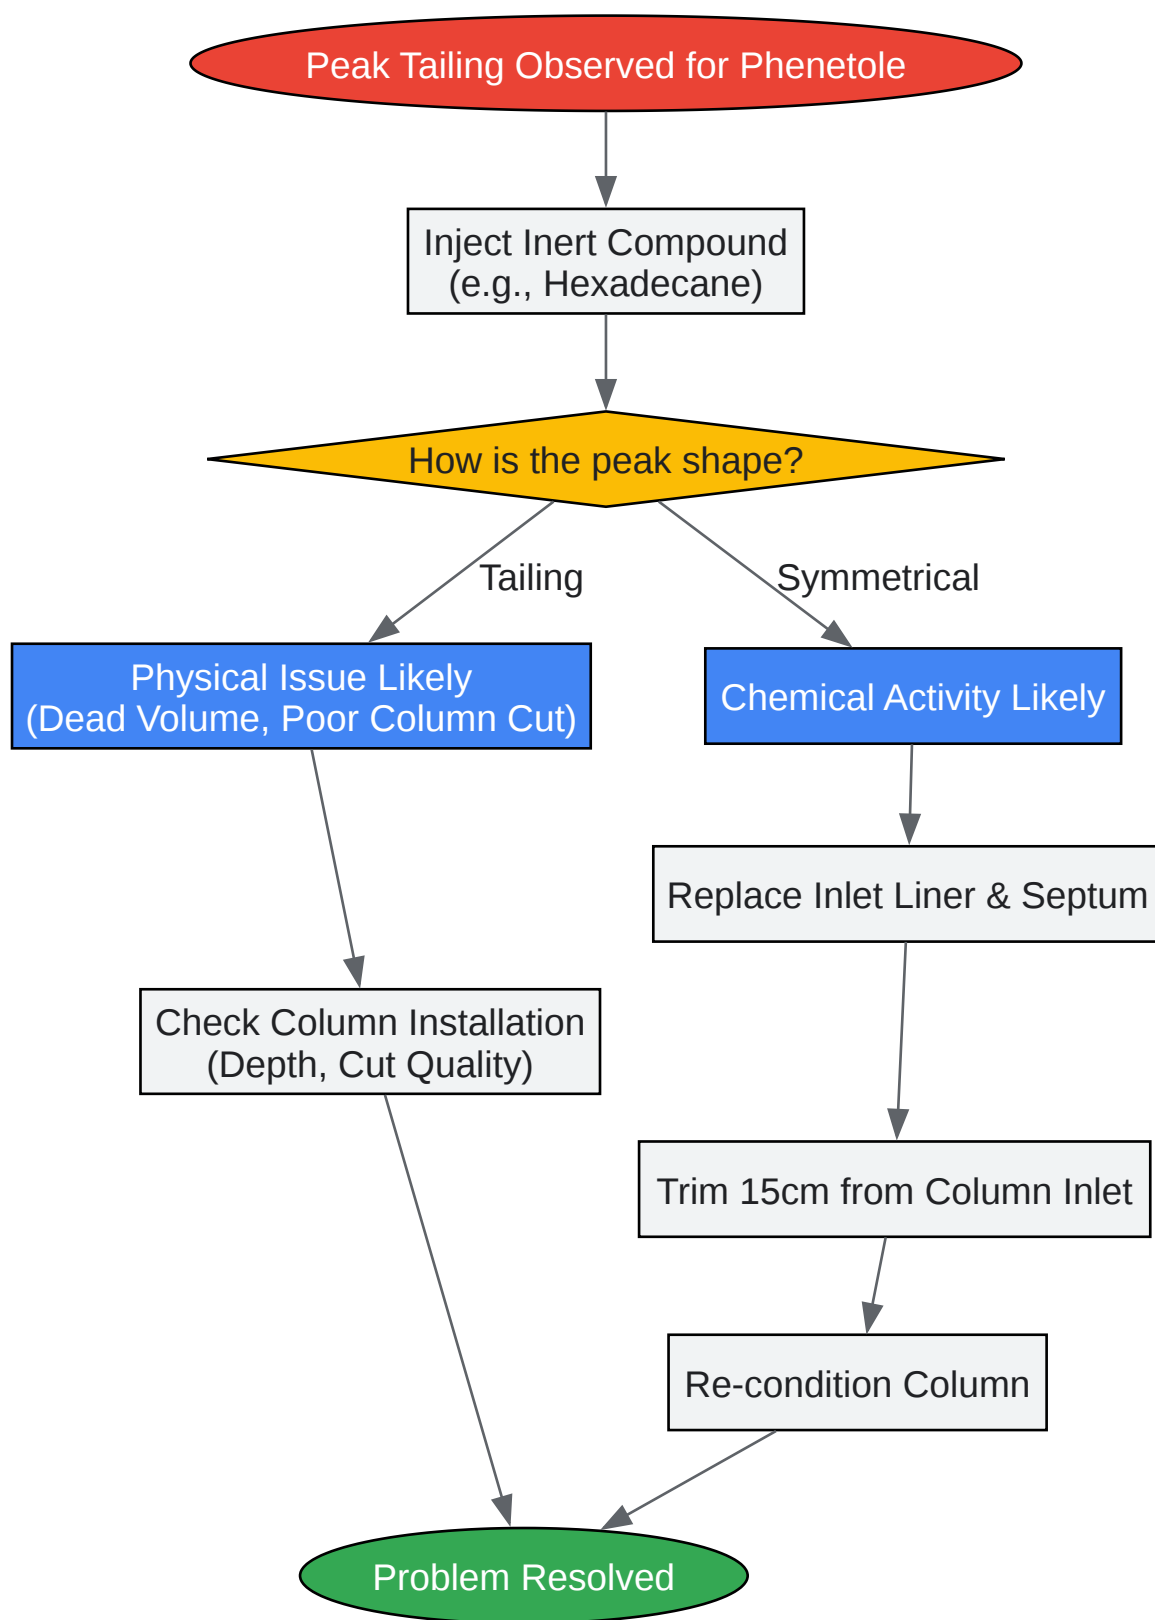 Peak Tailing Observed for Phenetole
Inject Inert Compound
(e.g., Hexadecane)
How is the peak shape?
Tailing
Symmetrical
Physical Issue Likely
(Dead Volume, Poor Column Cut)
Chemical Activity Likely
Replace Inlet Liner & Septum
Check Column Installation
(Depth, Cut Quality)
Trim 15cm from Column Inlet
Re-condition Column
Problem Resolved